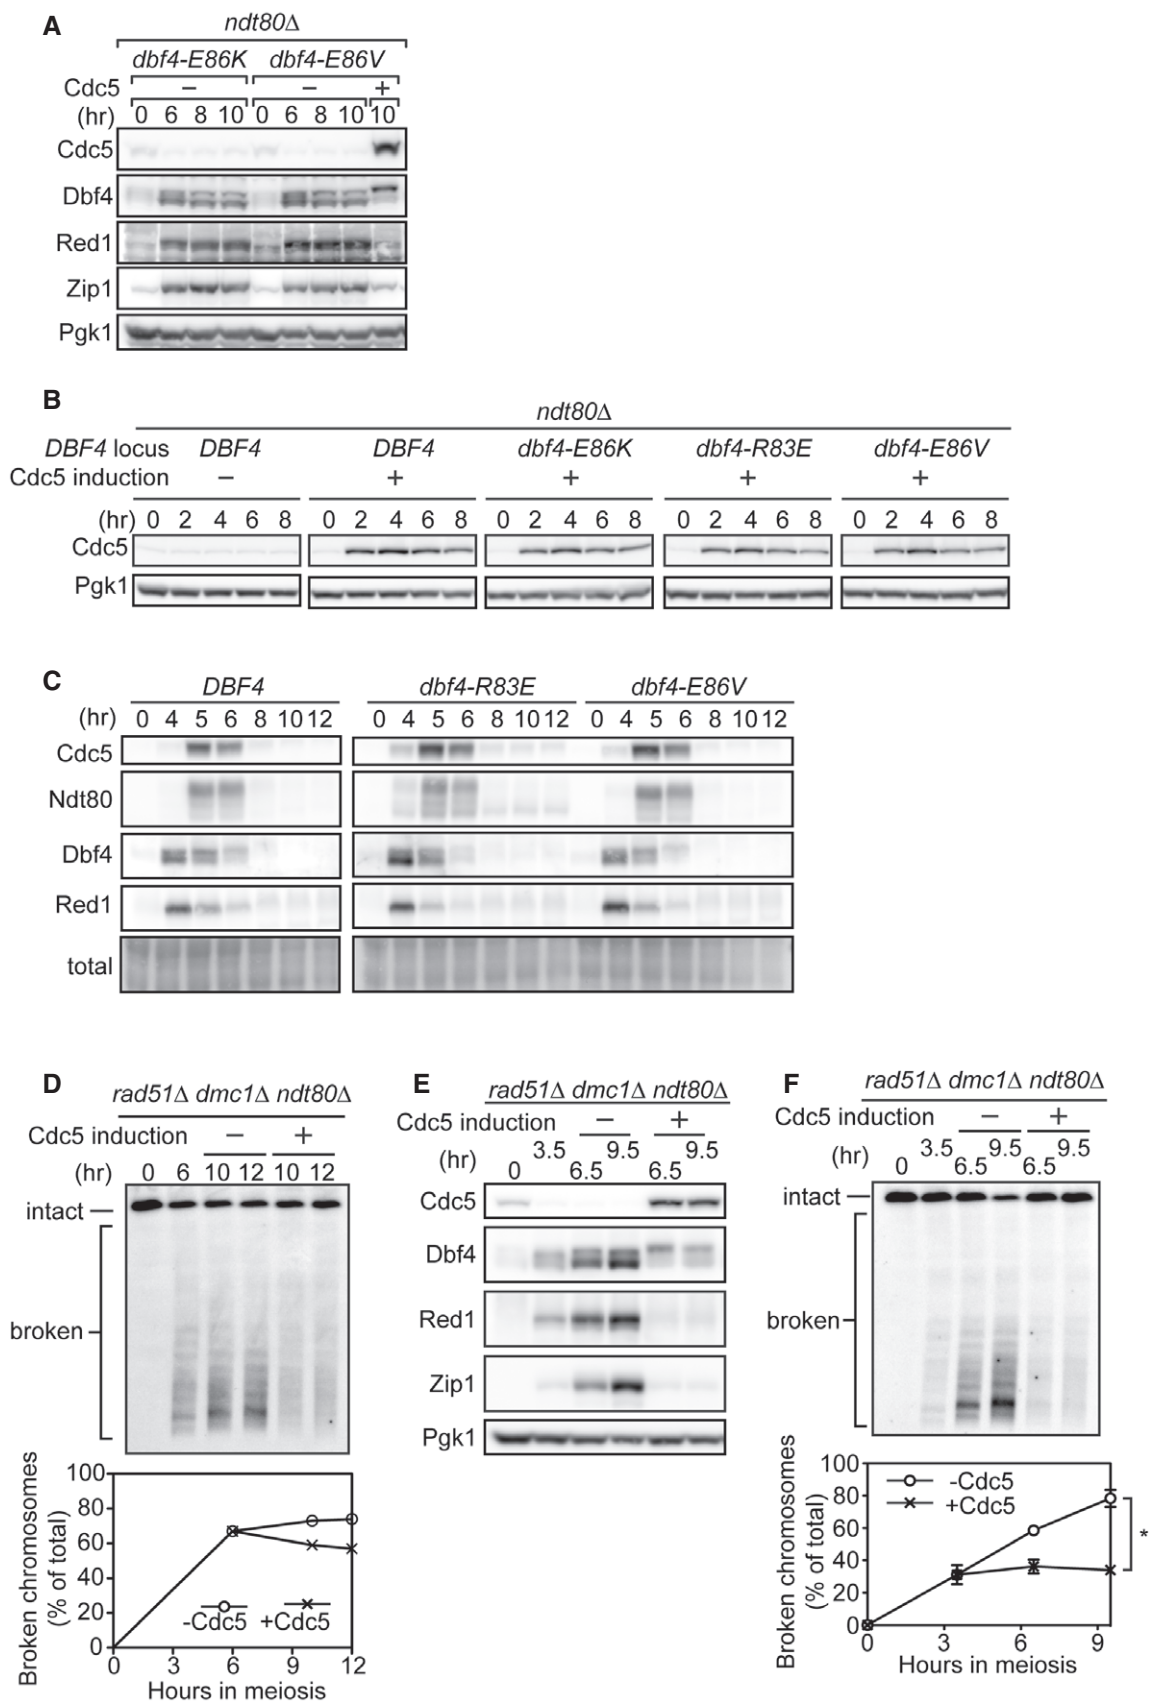 A
ndt80Δ
dbf4-E86K dbf4-E86V
Cdc5 − − +
(hr) 0 6 8 10 0 6 8 10 10
Cdc5
Dbf4
Red1
Zip1
Pgk1
B
ndt80Δ
DBF4 locus DBF4 DBF4 dbf4-E86K dbf4-R83E dbf4-E86V
Cdc5 induction − + + + +
(hr) 0 2 4 6 8 0 2 4 6 8 0 2 4 6 8 0 2 4 6 8 0 2 4 6 8
Cdc5
Pgk1
C
DBF4 dbf4-R83E dbf4-E86V
(hr) 0 4 5 6 8 10 12 0 4 5 6 8 10 12 0 4 5 6 8 10 12
Cdc5
Ndt80
Dbf4
Red1
total
D
rad51Δ dmc1Δ ndt80Δ
Cdc5 induction − +
(hr) 0 6 10 12 10 12
intact
broken
Broken chromosomes
(% of total)
100
80
60
40
20
0
-Cdc5 +Cdc5
0 3 6 9 12
Hours in meiosis
E
rad51Δ dmc1Δ ndt80Δ
Cdc5 induction − +
(hr) 0 3.5 6.5 9.5 6.5 9.5
Cdc5
Dbf4
Red1
Zip1
Pgk1
F
rad51Δ dmc1Δ ndt80Δ
Cdc5 induction − +
(hr) 0 3.5 6.5 9.5 6.5 9.5
intact
broken
Broken chromosomes
(% of total)
100
80
60
40
20
0
-Cdc5
+Cdc5
*
0 3 6 9
Hours in meiosis